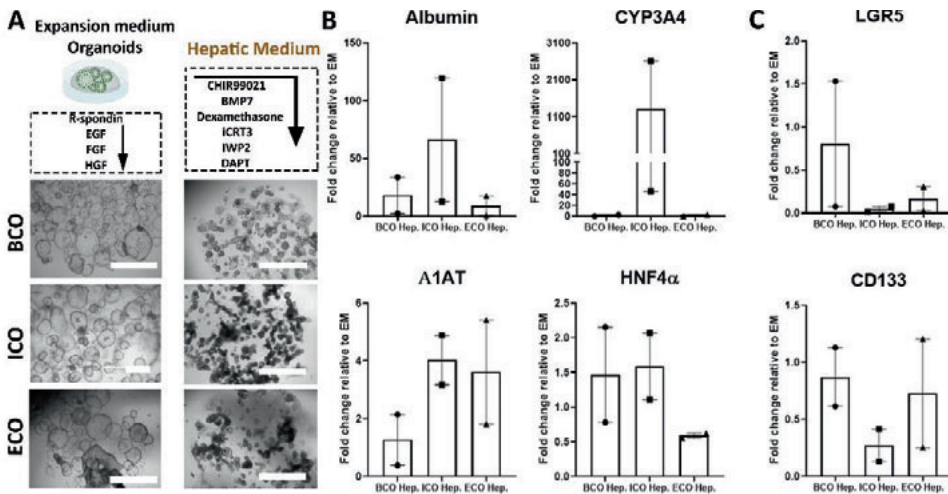 A
Expansion medium
Organoids
R-spondin
EGF
FGF
HGF
Hepatic Medium
CHIR99021
BMP7
Dexamethasone
iCRT3
IWP2
DAPT
BCO
ICO
ECO
B
Albumin
Fold change relative to EM
150
100
50
0
BCO Hep. ICO Hep. ECO Hep.
CYP3A4
Fold change relative to EM
3100
2100
1100
100
100
80
60
40
20
0
BCO Hep. ICO Hep. ECO Hep.
C
LGR5
Fold change relative to EM
2.0
1.5
1.0
0.5
0.0
BCO Hep. ICO Hep. ECO Hep.
A1AT
Fold change relative to EM
6
4
2
0
BCO Hep. ICO Hep. ECO Hep.
HNF4α
Fold change relative to EM
2.5
2.0
1.5
1.0
0.5
0.0
BCO Hep. ICO Hep. ECO Hep.
CD133
Fold change relative to EM
1.5
1.0
0.5
0.0
BCO Hep. ICO Hep. ECO Hep.